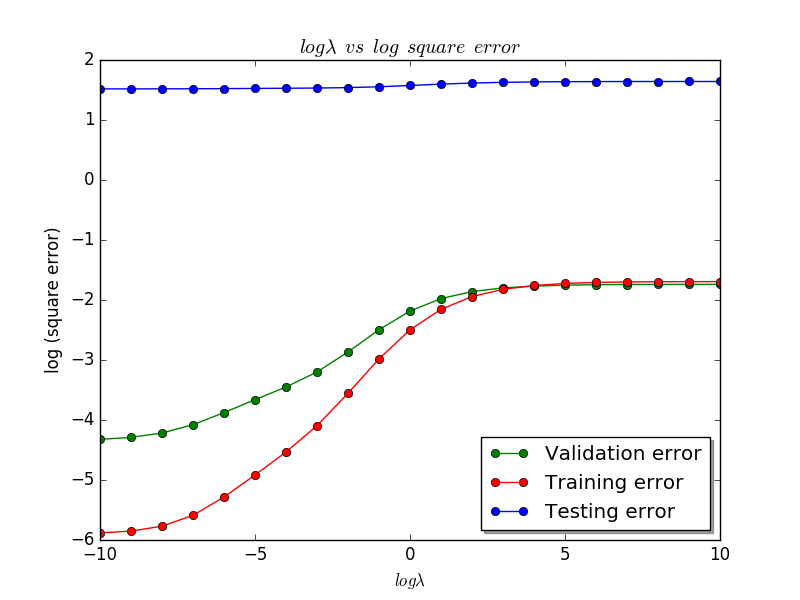 logλ vs log square error
2
1
0
−1
−2
−3
−4
−5
−6
log (square error)
−10
−5
0
5
10
logλ
Validation error
Training error
Testing error